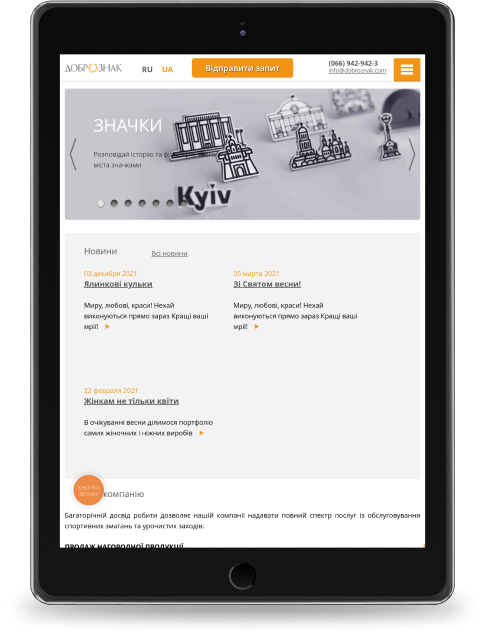 ДОБРОЗНАК
RU UA
Відправити запит
(066) 942-942-3
info@dobroznak.com
ЗНАЧКИ
Розповідай історію та
міста значками
Kyiv
Новини
Всі новини
03 декабря 2021
Ялинкові кульки
Миру, любові, краси! Нехай
виконуються прямо зараз Кращі ваші
мрії!
05 марта 2021
Зі Святом весни!
Миру, любові, краси! Нехай
виконуються прямо зараз Кращі ваші
мрії!
22 февраля 2021
Жінкам не тільки квіти
В очікуванні весни ділимося портфоліо
самих жіночних і ніжних виробів
КНОПКА
ЗВ'ЯЗКУ
компанію
Багаторічній досвід робити дозволяє нашій компанії надавати повний спектр послуг із обслуговування
спортивних змагань та урочистих заходів:
ПРОДАЖ НАГОРОДНОЇ ПРОДУКЦІЇ